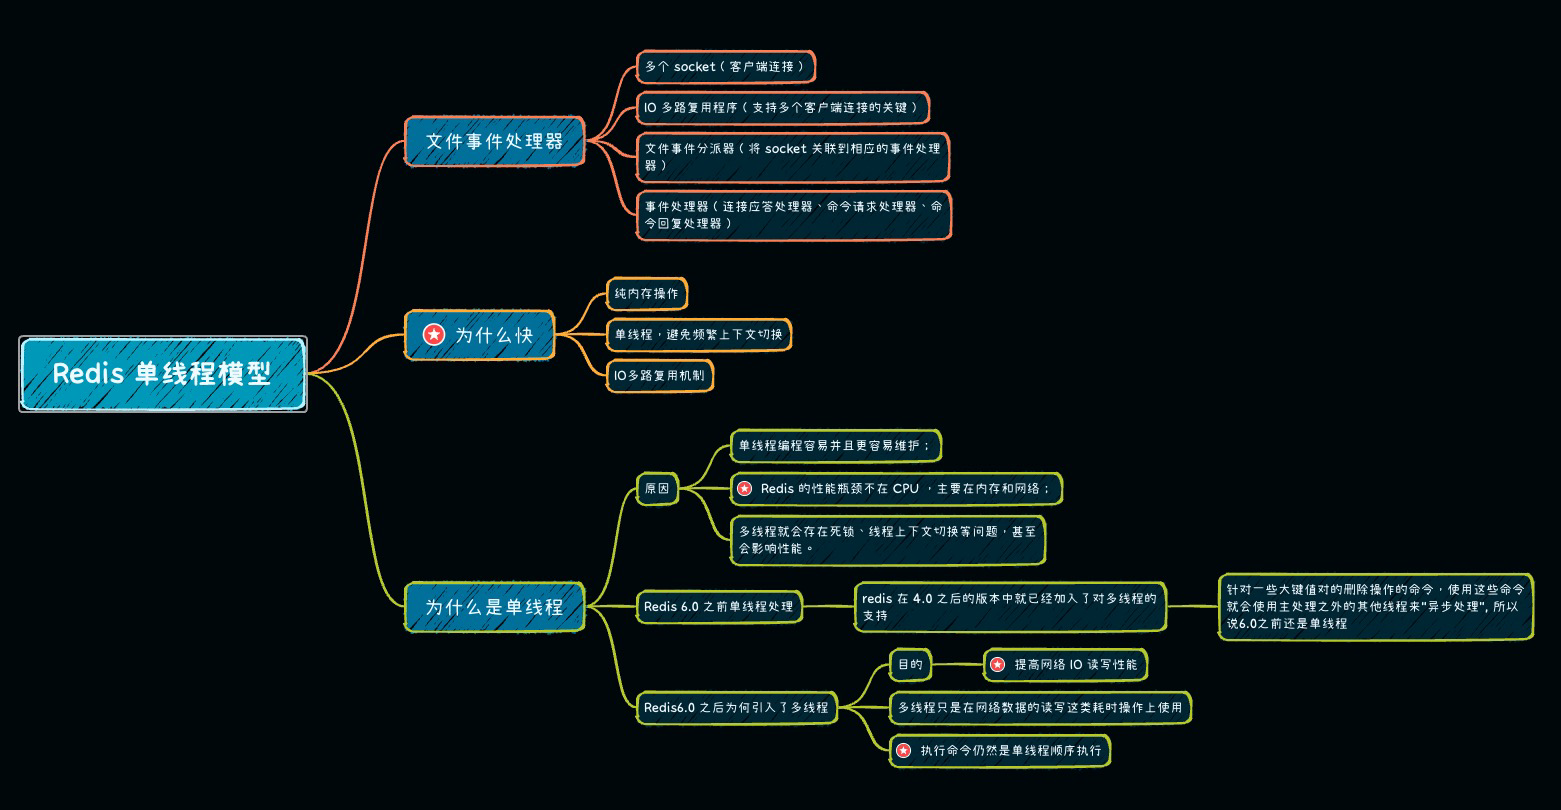 多个 socket（客户端连接）
IO 多路复用程序（支持多个客户端连接的关键）
文件事件处理器
文件事件分派器（将 socket 关联到相应的事件处理
器）
事件处理器（连接应答处理器、命令请求处理器、命
令回复处理器）
纯内存操作
为什么快
单线程，避免频繁上下文切换
IO多路复用机制
Redis 单线程模型
单线程编程容易并且更容易维护；
原因
Redis 的性能瓶颈不在 CPU ，主要在内存和网络；
多线程就会存在死锁、线程上下文切换等问题，甚至
会影响性能。
为什么是单线程
Redis 6.0 之前单线程处理
redis 在 4.0 之后的版本中就已经加入了对多线程的
支持
针对一些大键值对的删除操作的命令，使用这些命令
就会使用主处理之外的其他线程来"异步处理", 所以
说6.0之前还是单线程
目的
提高网络 IO 读写性能
Redis6.0 之后为何引入了多线程
多线程只是在网络数据的读写这类耗时操作上使用
执行命令仍然是单线程顺序执行